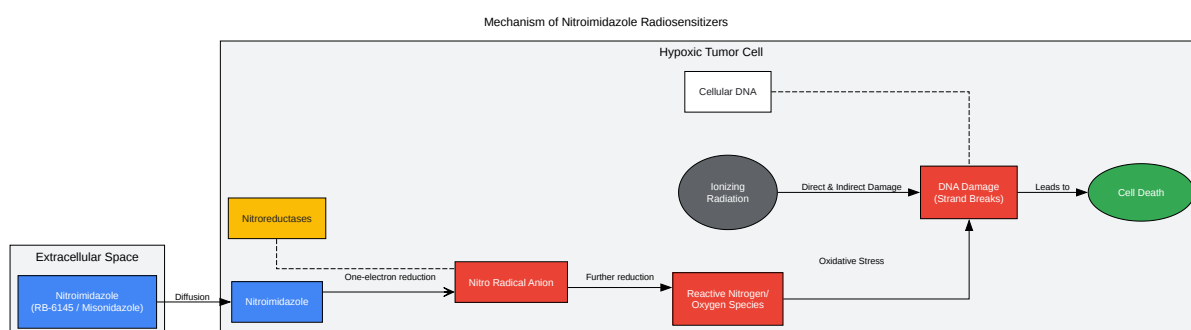 Mechanism of Nitroimidazole Radiosensitizers
Hypoxic Tumor Cell
Cellular DNA
Ionizing
Radiation
Direct & Indirect Damage
DNA Damage
(Strand Breaks)
Leads to
Cell Death
Nitroreductases
Extracellular Space
Nitroimidazole
(RB-6145 / Misonidazole)
Diffusion
Nitroimidazole
One-electron reduction
Nitro Radical Anion
Further reduction
Reactive Nitrogen/
Oxygen Species
Oxidative Stress